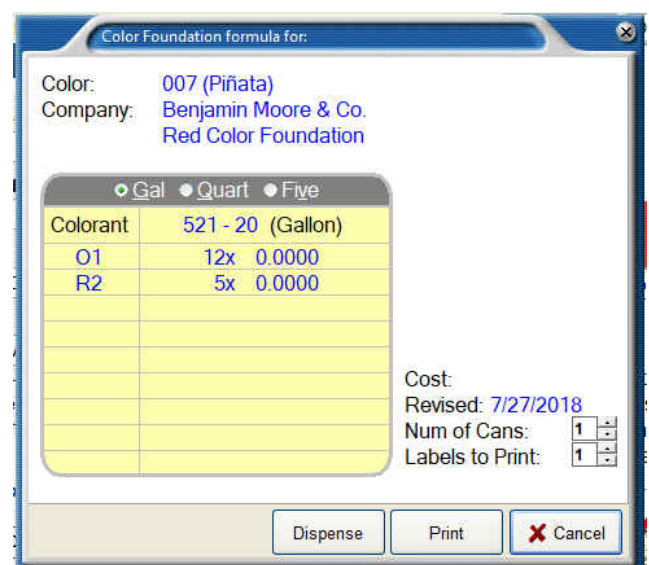 Color Foundation formula for:
Color: 007 (Piñata)
Company: Benjamin Moore & Co.
Red Color Foundation
Gal Quart Five
Colorant 521 - 20 (Gallon)
O1 12x 0.0000
R2 5x 0.0000
Cost:
Revised: 7/27/2018
Num of Cans: 1
Labels to Print: 1
Dispense Print Cancel